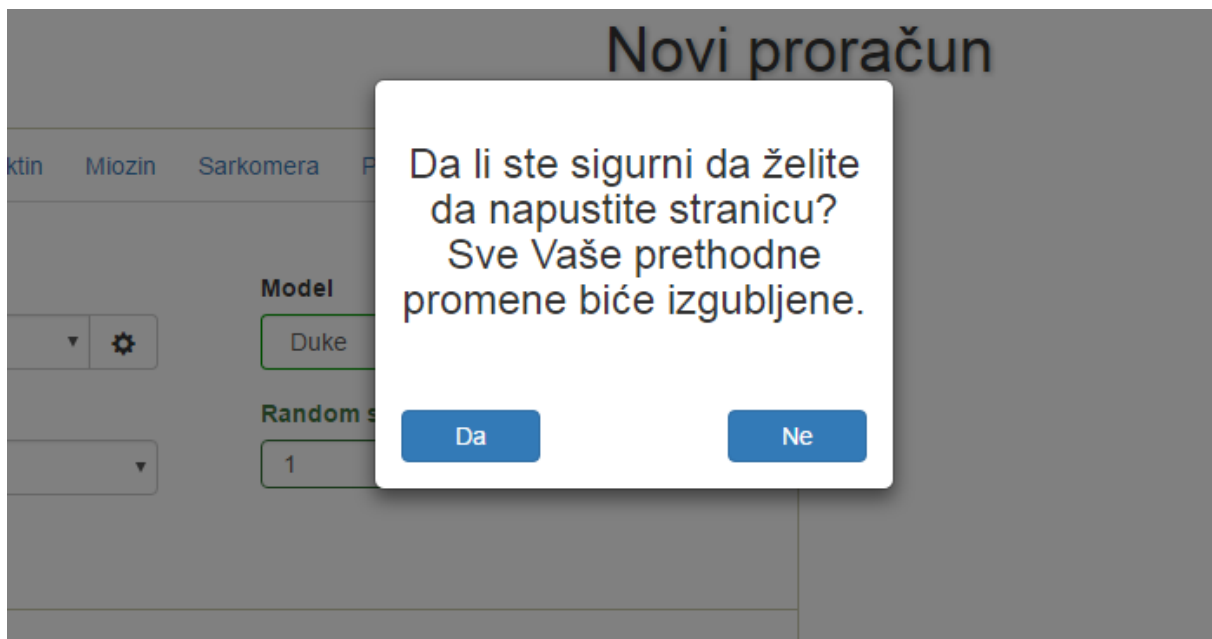 Novi proračun
Miozin Sarkomera
Da li ste sigurni da želite
da napustite stranicu?
Sve Vaše prethodne
promene biće izgubljene.
Model
Duke
Random
1
Da Ne